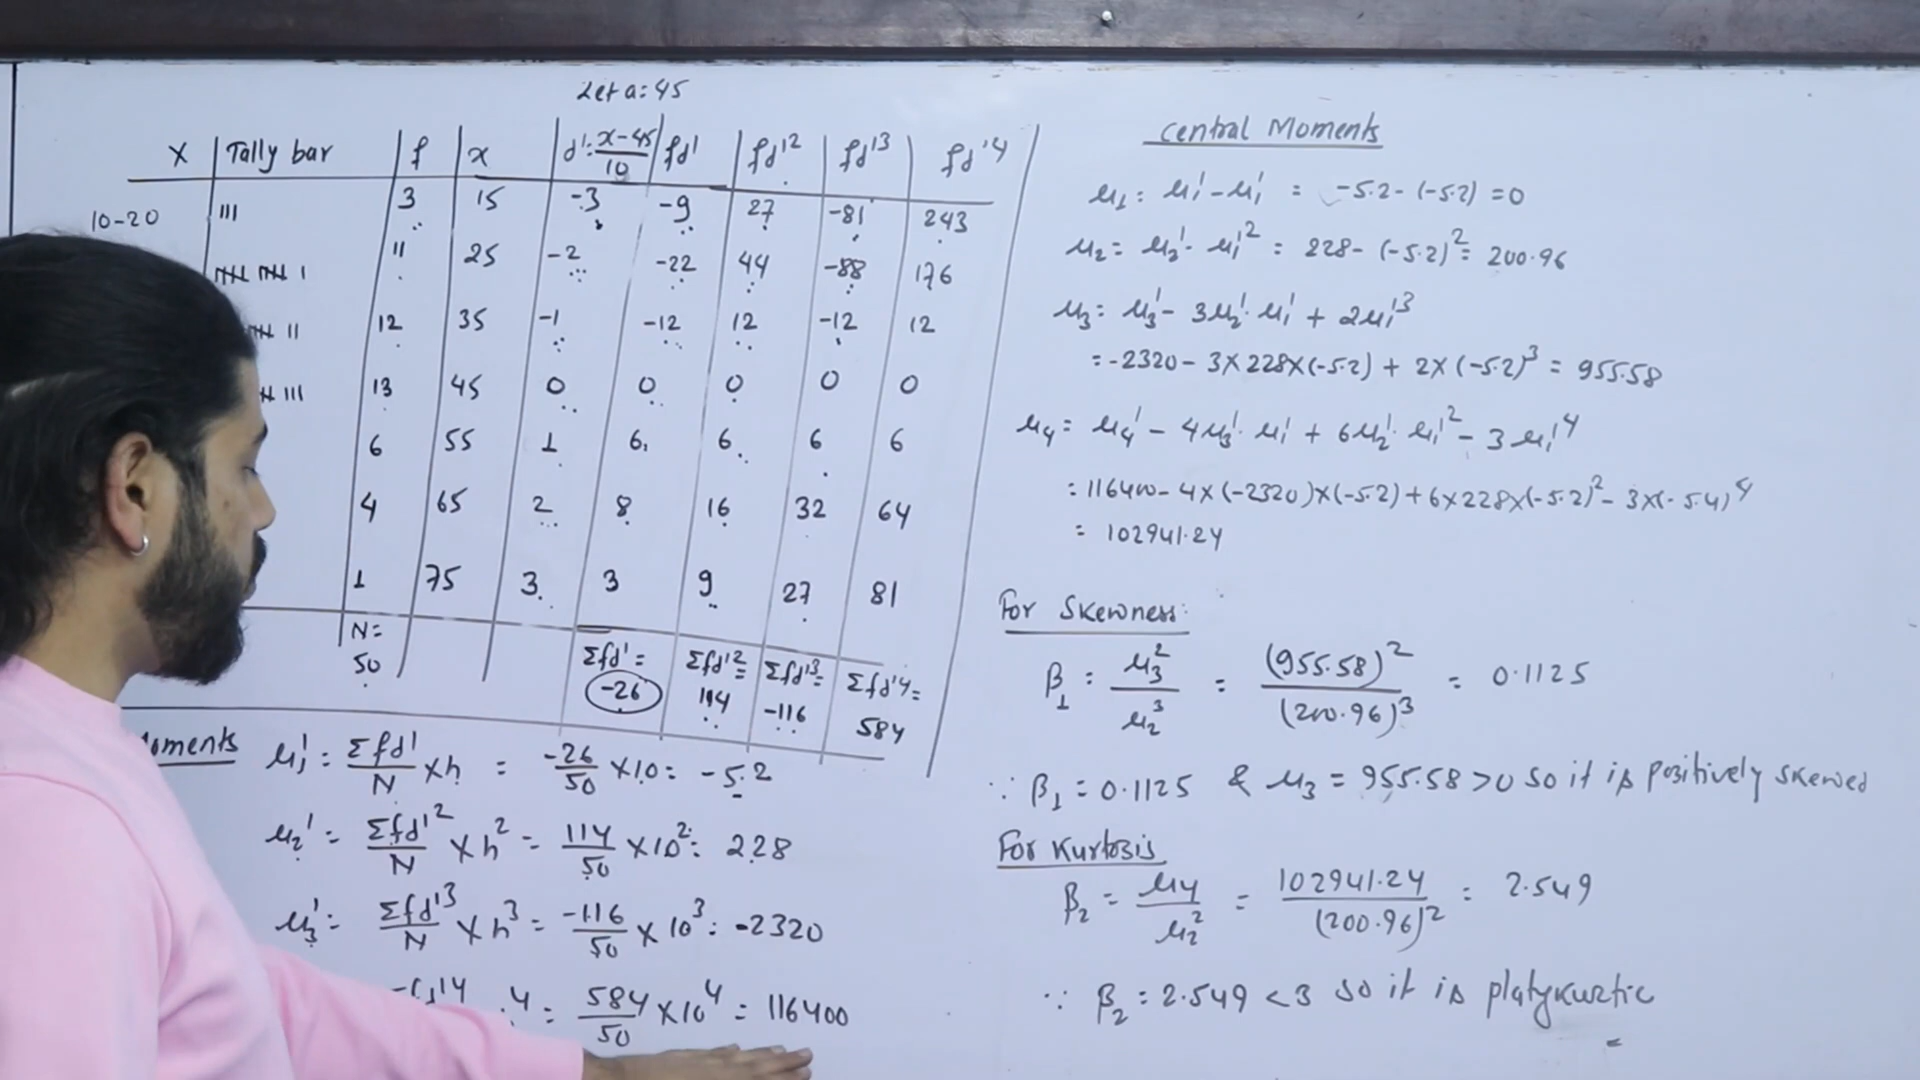 Let a: 45
X | Tally bar | f | x | d': x-45/10 | fd' | fd'² | fd'³ | fd'⁴
10-20 | III | 3 | 15 | -3 | -9 | 27 | -81 | 243
11 | 25 | -2 | -22 | 44 | -88 | 176
12 | 35 | -1 | -12 | 12 | -12 | 12
13 | 45 | 0 | 0 | 0 | 0 | 0
6 | 55 | 1 | 6 | 6 | 6 | 6
4 | 65 | 2 | 8 | 16 | 32 | 64
1 | 75 | 3 | 3 | 9 | 27 | 81
N= 50 | Σfd' = -26 | Σfd'² = 114 | Σfd'³ = -116 | Σfd'⁴ = 584
Moments μ₁' : Σfd'/N × h = -26/50 × 10 = -5.2
μ₂' = Σfd'²/N × h² = 114/50 × 10² : 228
μ₃' = Σfd'³/N × h³ = -116/50 × 10³ : -2320
⁴ = 584/50 × 10⁴ = 116400
Central Moments
μ₁ : μ₁' - μ₁' = -5.2 - (-5.2) = 0
μ₂ = μ₂' - μ₁'² = 228 - (-5.2)² = 200.96
μ₃ : μ₃' - 3μ₂'. μ₁' + 2μ₁'³
= -2320 - 3×228×(-5.2) + 2×(-5.2)³ = 955.58
μ₄ = μ₄' - 4μ₃'. μ₁' + 6μ₂'. μ₁'² - 3μ₁'⁴
= 116400 - 4×(-2320)×(-5.2) + 6×228×(-5.2)² - 3×(-5.4)⁴
= 102941.24
For Skewness:
β₁ : μ₃²/μ₂³ = (955.58)²/(200.96)³ = 0.1125
∵ β₁ = 0.1125 & μ₃ = 955.58 >0 so it is positively skewed
For Kurtosis
β₂ = μ₄/μ₂² = 102941.24/(200.96)² = 2.549
∵ β₂ = 2.549 <3 so it is platykurtic